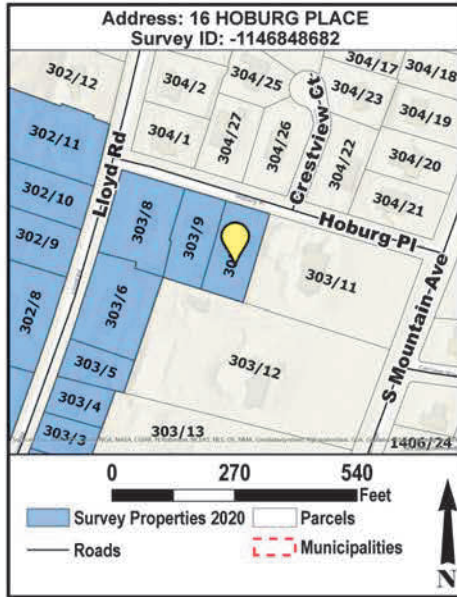 Address: 16 HOBURG PLACE
Survey ID: -1146848682
302/12
304/2
304/25
304/17
304/18
302/11
304/1
304/27
304/26
Crestview Ct
304/23
304/19
304/22
304/20
Lloyd Rd
302/10
304/21
303/8
303/9
Hoburg Pl
302/9
303/11
S Mountain Ave
302/8
303/6
303/12
303/5
303/4
303/3
303/13
1406/24
0 270 540
Feet
Survey Properties 2020
Parcels
Roads
Municipalities
N